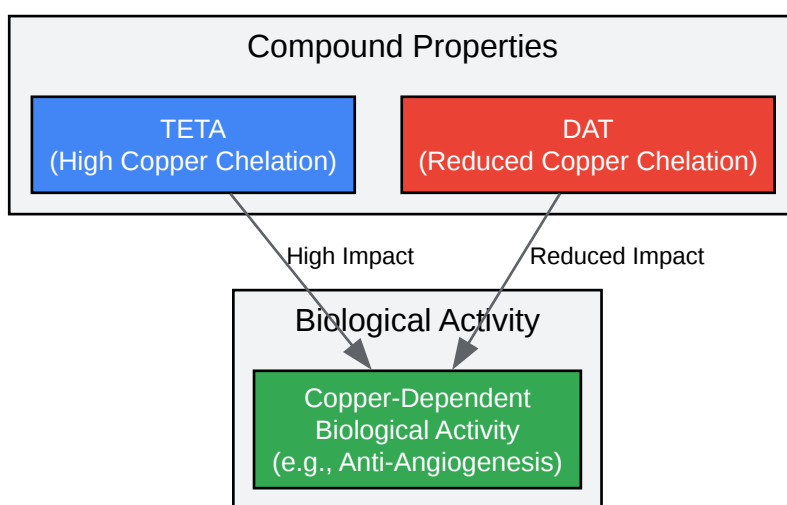 Compound Properties
TETA
(High Copper Chelation)
DAT
(Reduced Copper Chelation)
High Impact
Reduced Impact
Biological Activity
Copper-Dependent
Biological Activity
(e.g., Anti-Angiogenesis)